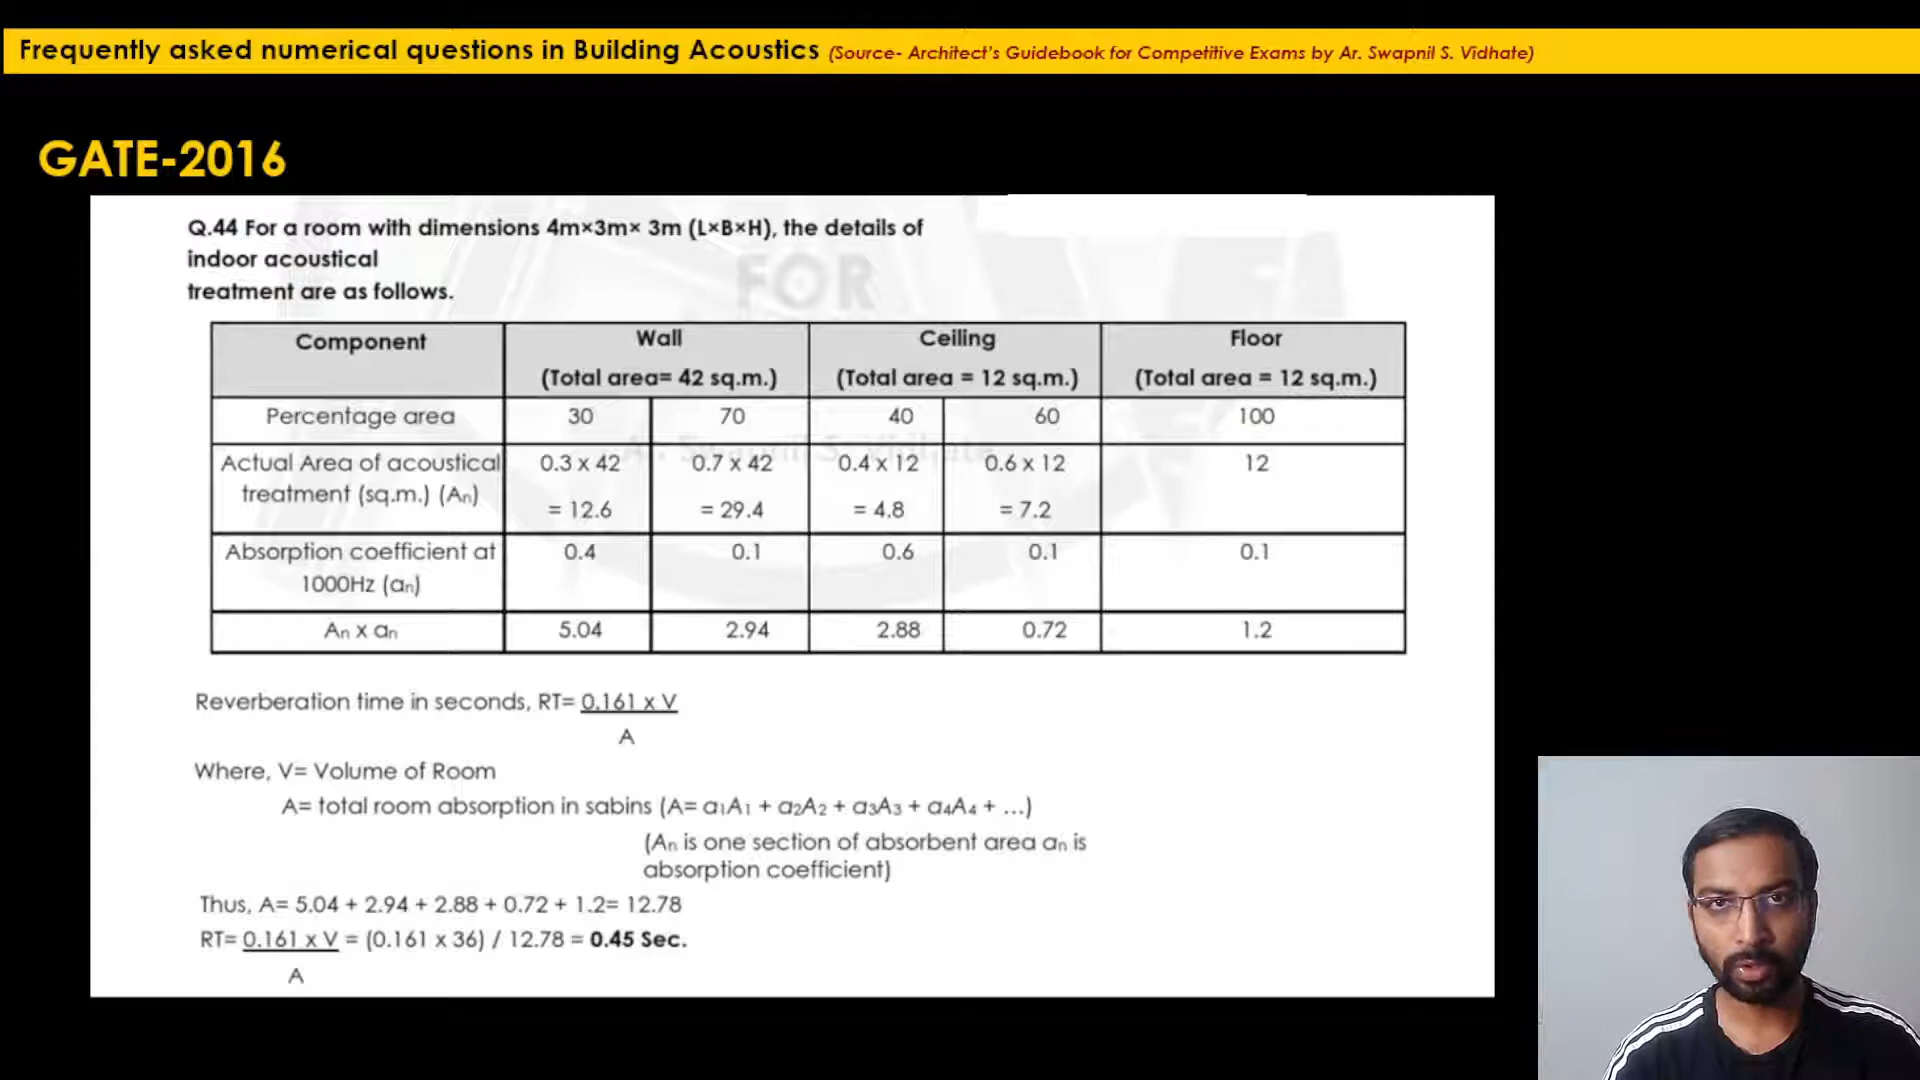 Frequently asked numerical questions in Building Acoustics (Source- Architect's Guidebook for Competitive Exams by Ar. Swapnil S. Vidhate)
GATE-2016
Q.44 For a room with dimensions 4m×3m× 3m (L×B×H), the details of
indoor acoustical
treatment are as follows.
FOR
Component Wall Ceiling Floor
(Total area= 42 sq.m.) (Total area = 12 sq.m.) (Total area = 12 sq.m.)
Percentage area 30 70 40 60 100
Ar. Swapnil S. Vidhate
Actual Area of acoustical 0.3 x 42 0.7 x 42 0.4 x 12 0.6 x 12 12
treatment (sq.m.) (An) = 12.6 = 29.4 = 4.8 = 7.2
Absorption coefficient at 0.4 0.1 0.6 0.1 0.1
1000Hz (an)
An x an 5.04 2.94 2.88 0.72 1.2
Reverberation time in seconds, RT= 0.161 x V
A
Where, V= Volume of Room
A= total room absorption in sabins (A= a1A1 + a2A2 + a3A3 + a4A4 + ...)
(An is one section of absorbent area an is
absorption coefficient)
Thus, A= 5.04 + 2.94 + 2.88 + 0.72 + 1.2= 12.78
RT= 0.161 x V = (0.161 x 36) / 12.78 = 0.45 Sec.
A